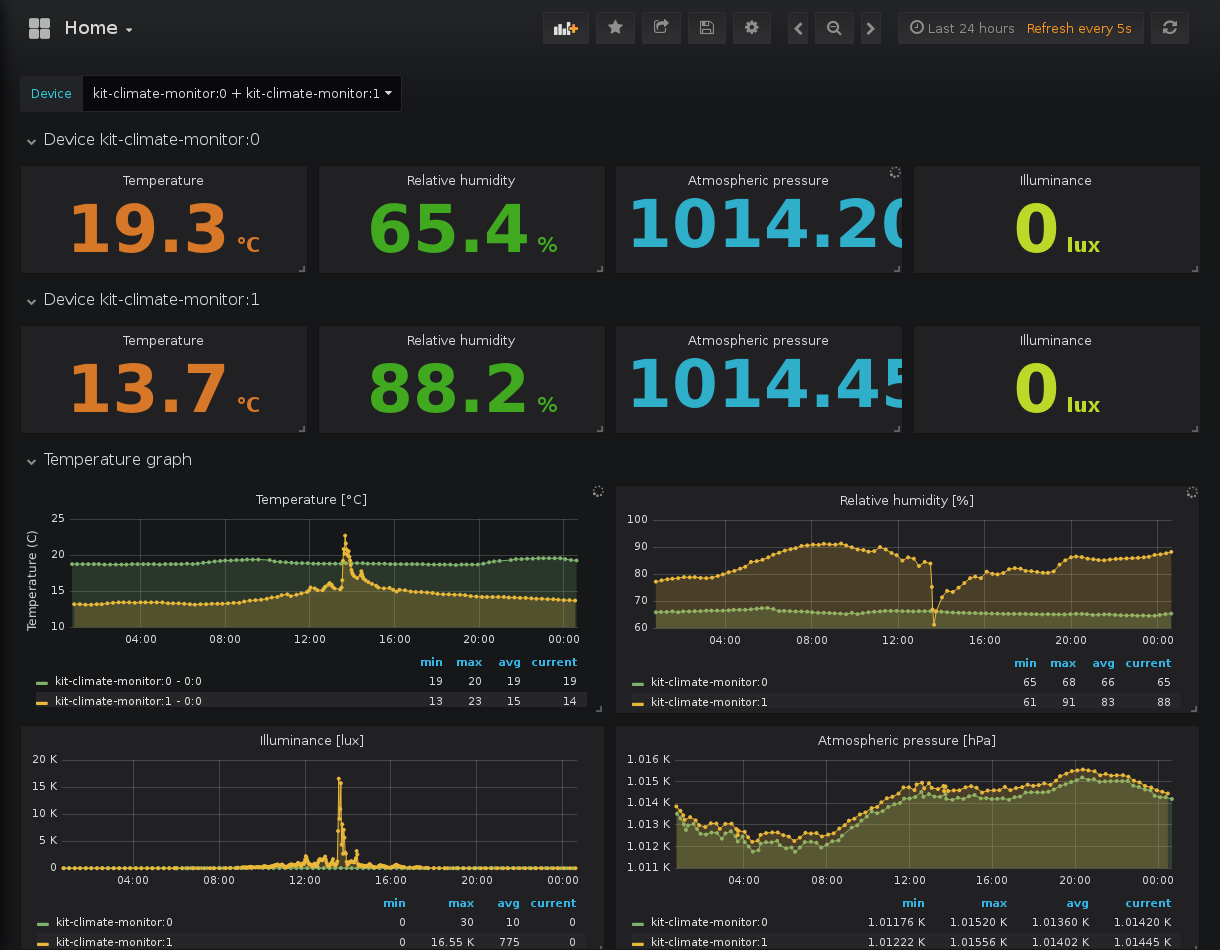 Home
Last 24 hours Refresh every 5s
Device kit-climate-monitor:0 + kit-climate-monitor:1
Device kit-climate-monitor:0
Temperature Relative humidity Atmospheric pressure Illuminance
19.3 °C 65.4 % 1014.20 0 lux
Device kit-climate-monitor:1
Temperature Relative humidity Atmospheric pressure Illuminance
13.7 °C 88.2 % 1014.45 0 lux
Temperature graph
Temperature [°C]
Temperature (C)
25
20
15
10
04:00 08:00 12:00 16:00 20:00 00:00
min max avg current
kit-climate-monitor:0 - 0:0 19 20 19 19
kit-climate-monitor:1 - 0:0 13 23 15 14
Relative humidity [%]
100
90
80
70
60
04:00 08:00 12:00 16:00 20:00 00:00
min max avg current
kit-climate-monitor:0 65 68 66 65
kit-climate-monitor:1 61 91 83 88
Illuminance [lux]
20 K
15 K
10 K
5 K
0
04:00 08:00 12:00 16:00 20:00 00:00
min max avg current
kit-climate-monitor:0 0 30 10 0
kit-climate-monitor:1 0 16.55 K 775 0
Atmospheric pressure [hPa]
1.016 K
1.015 K
1.014 K
1.013 K
1.012 K
1.011 K
04:00 08:00 12:00 16:00 20:00 00:00
min max avg current
kit-climate-monitor:0 1.01176 K 1.01520 K 1.01360 K 1.01420 K
kit-climate-monitor:1 1.01222 K 1.01556 K 1.01402 K 1.01445 K